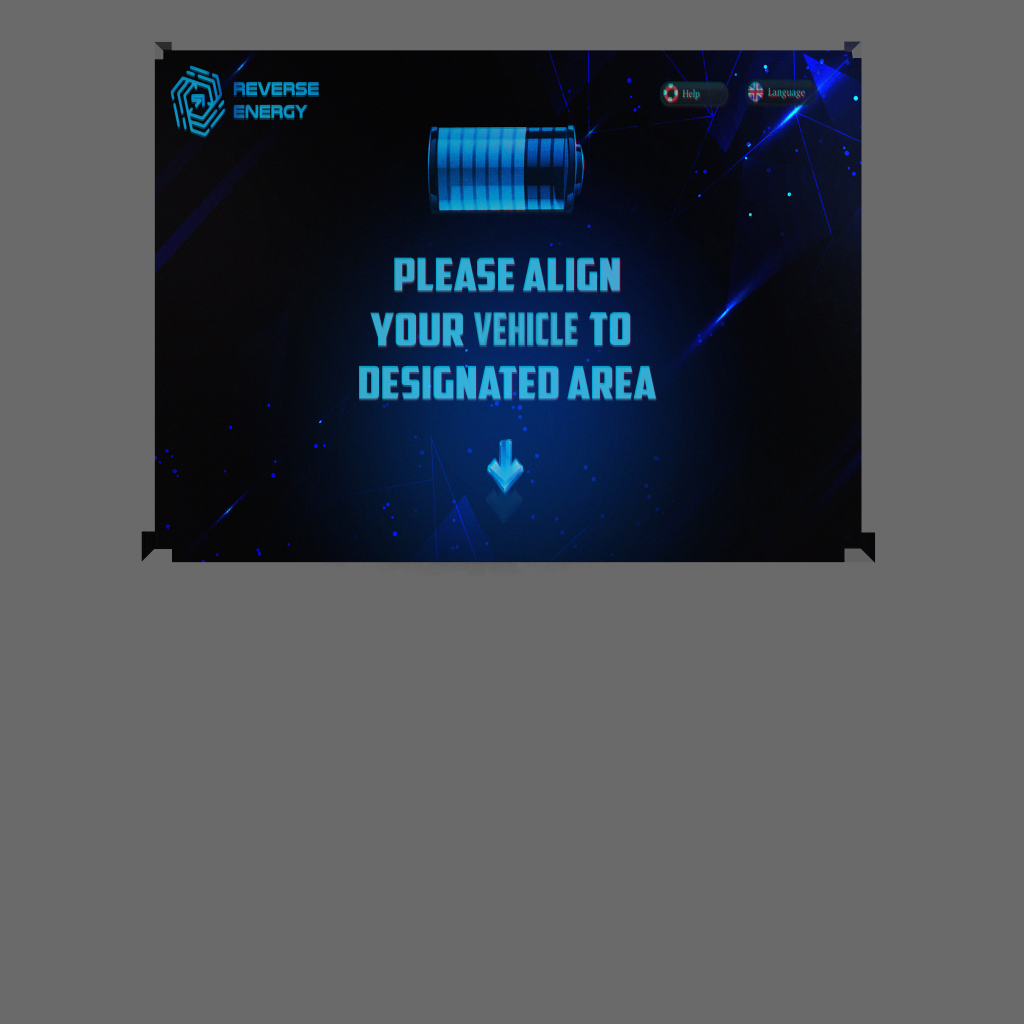 REVERSE
ENERGY
Help
Language
PLEASE ALIGN
YOUR VEHICLE TO
DESIGNATED AREA